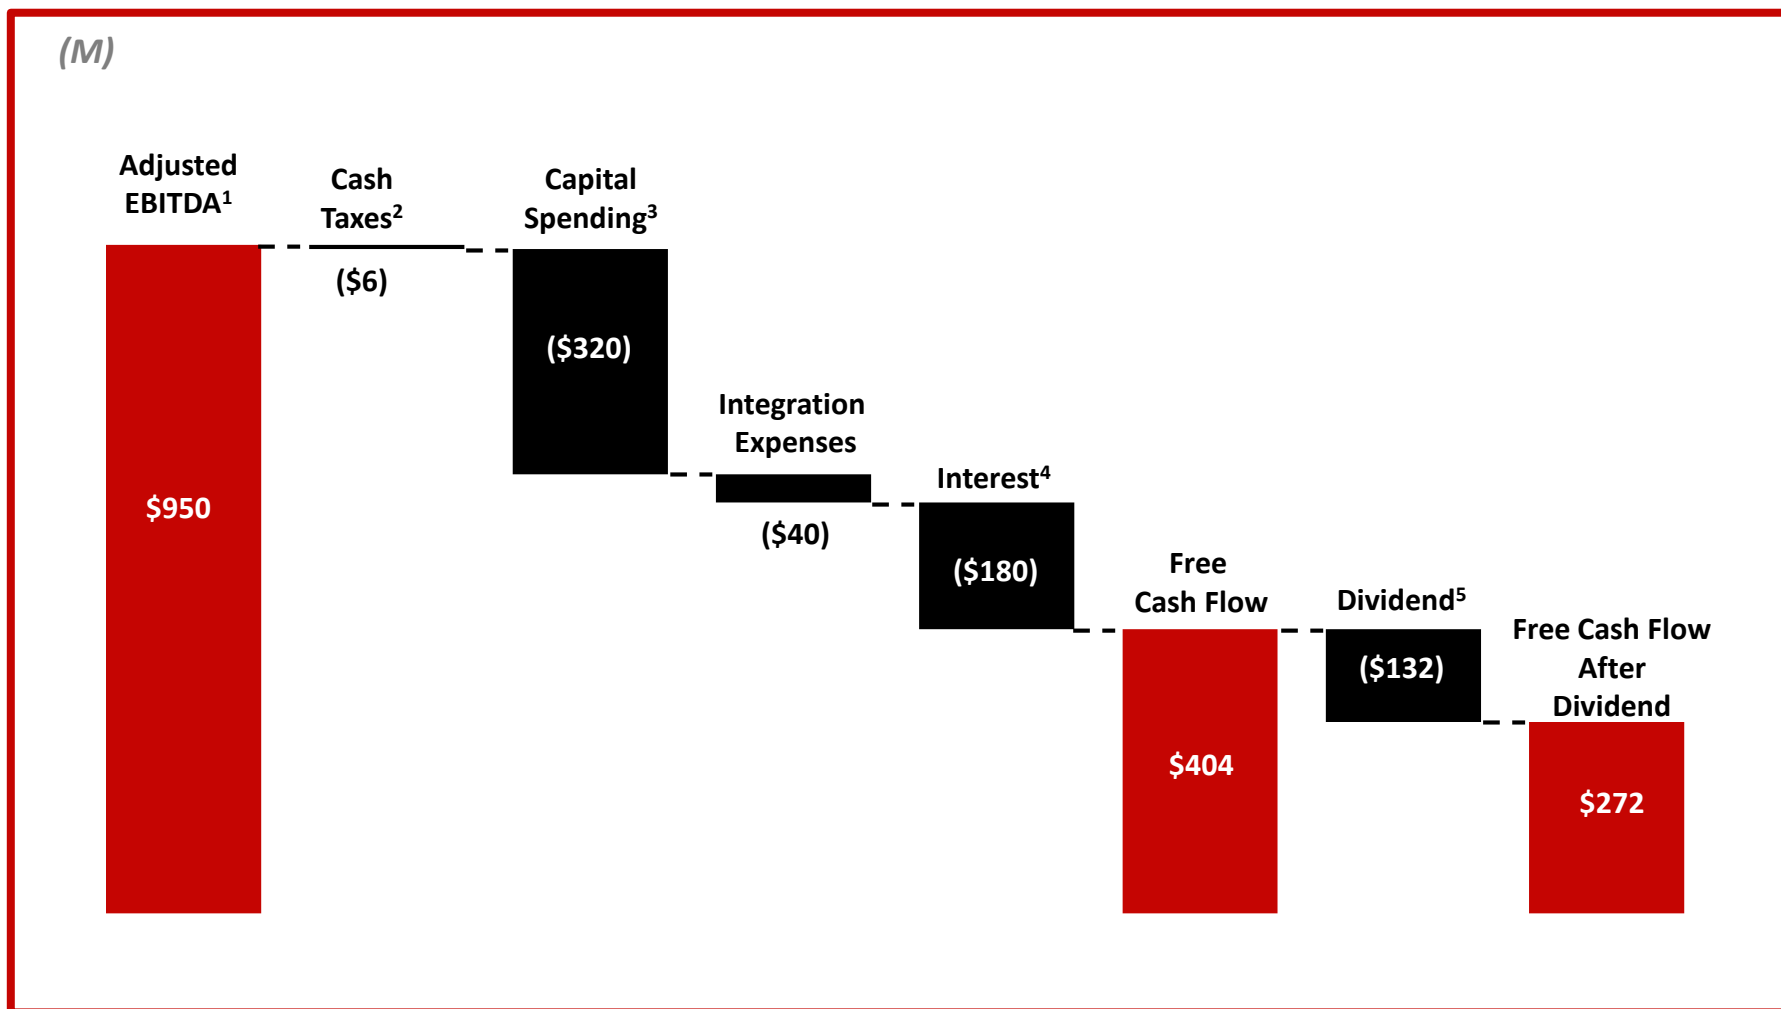 (M)
Adjusted
EBITDA¹
$950
Cash
Taxes²
($6)
Capital
Spending³
($320)
Integration
Expenses
($40)
Interest⁴
($180)
Free
Cash Flow
$404
Dividend⁵
($132)
Free Cash Flow
After
Dividend
$272